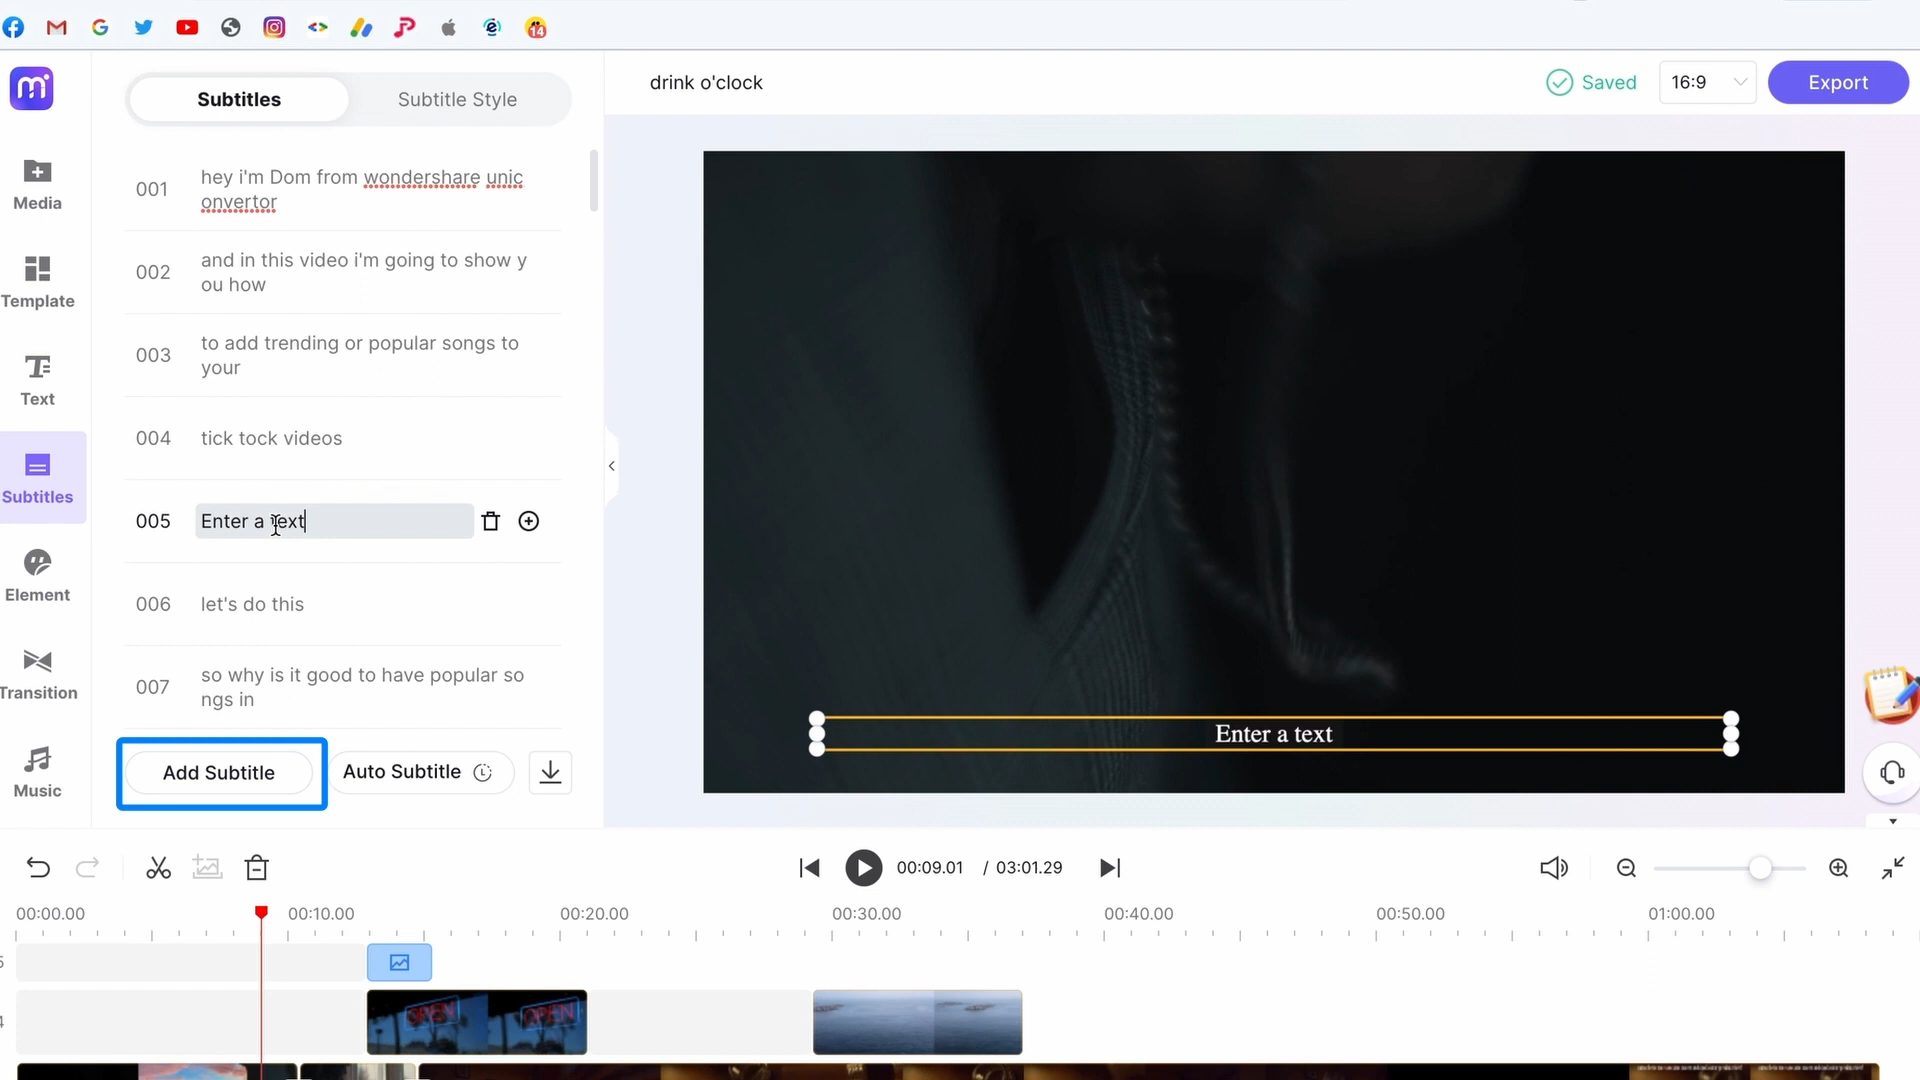 14
Subtitles
Subtitle Style
drink o'clock
Saved
16:9
Export
Media
Template
Text
Subtitles
Element
Transition
Music
001
hey i'm Dom from wondershare unic
onvertor
002
and in this video i'm going to show y
ou how
003
to add trending or popular songs to
your
004
tick tock videos
005
Enter a text
006
let's do this
007
so why is it good to have popular so
ngs in
Add Subtitle
Auto Subtitle
Enter a text
00:09.01 / 03:01.29
00:00.00
00:10.00
00:20.00
00:30.00
00:40.00
00:50.00
01:00.00
OPEN
OPEN